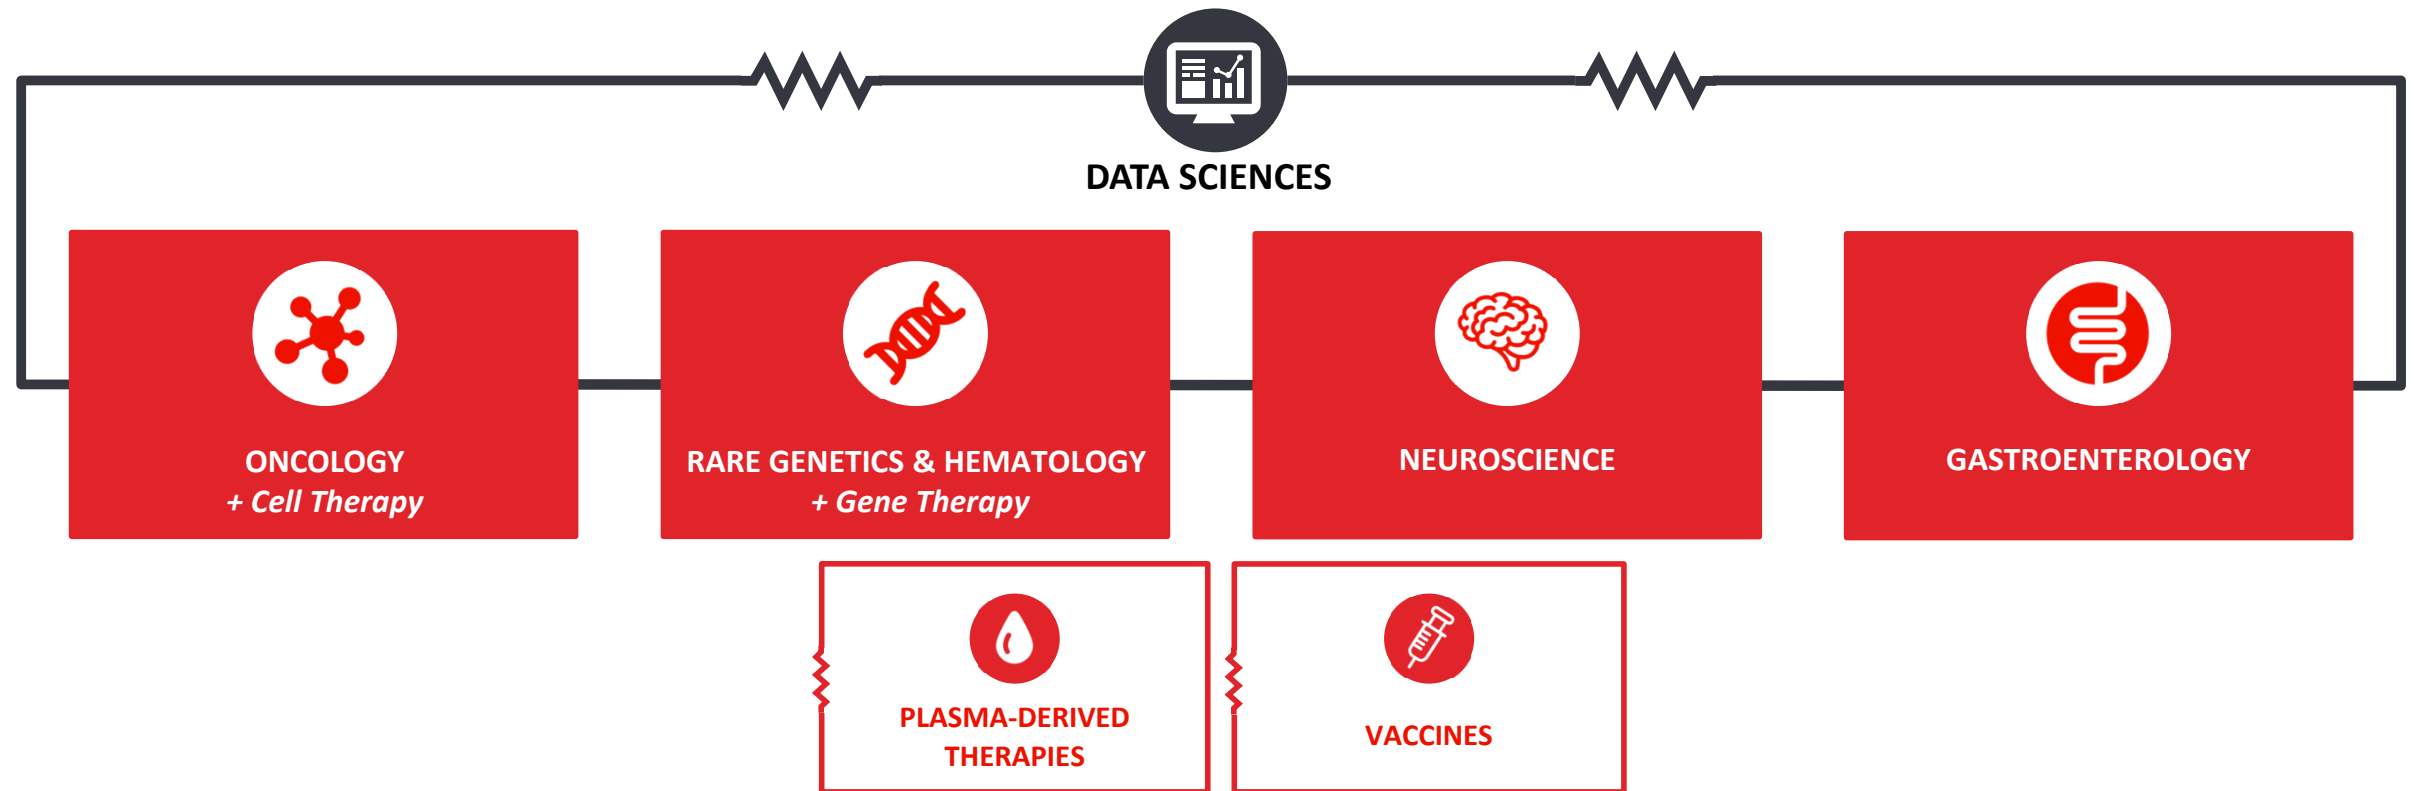 DATA SCIENCES
ONCOLOGY
+ Cell Therapy
RARE GENETICS & HEMATOLOGY
+ Gene Therapy
NEUROSCIENCE
GASTROENTEROLOGY
PLASMA-DERIVED
THERAPIES
VACCINES